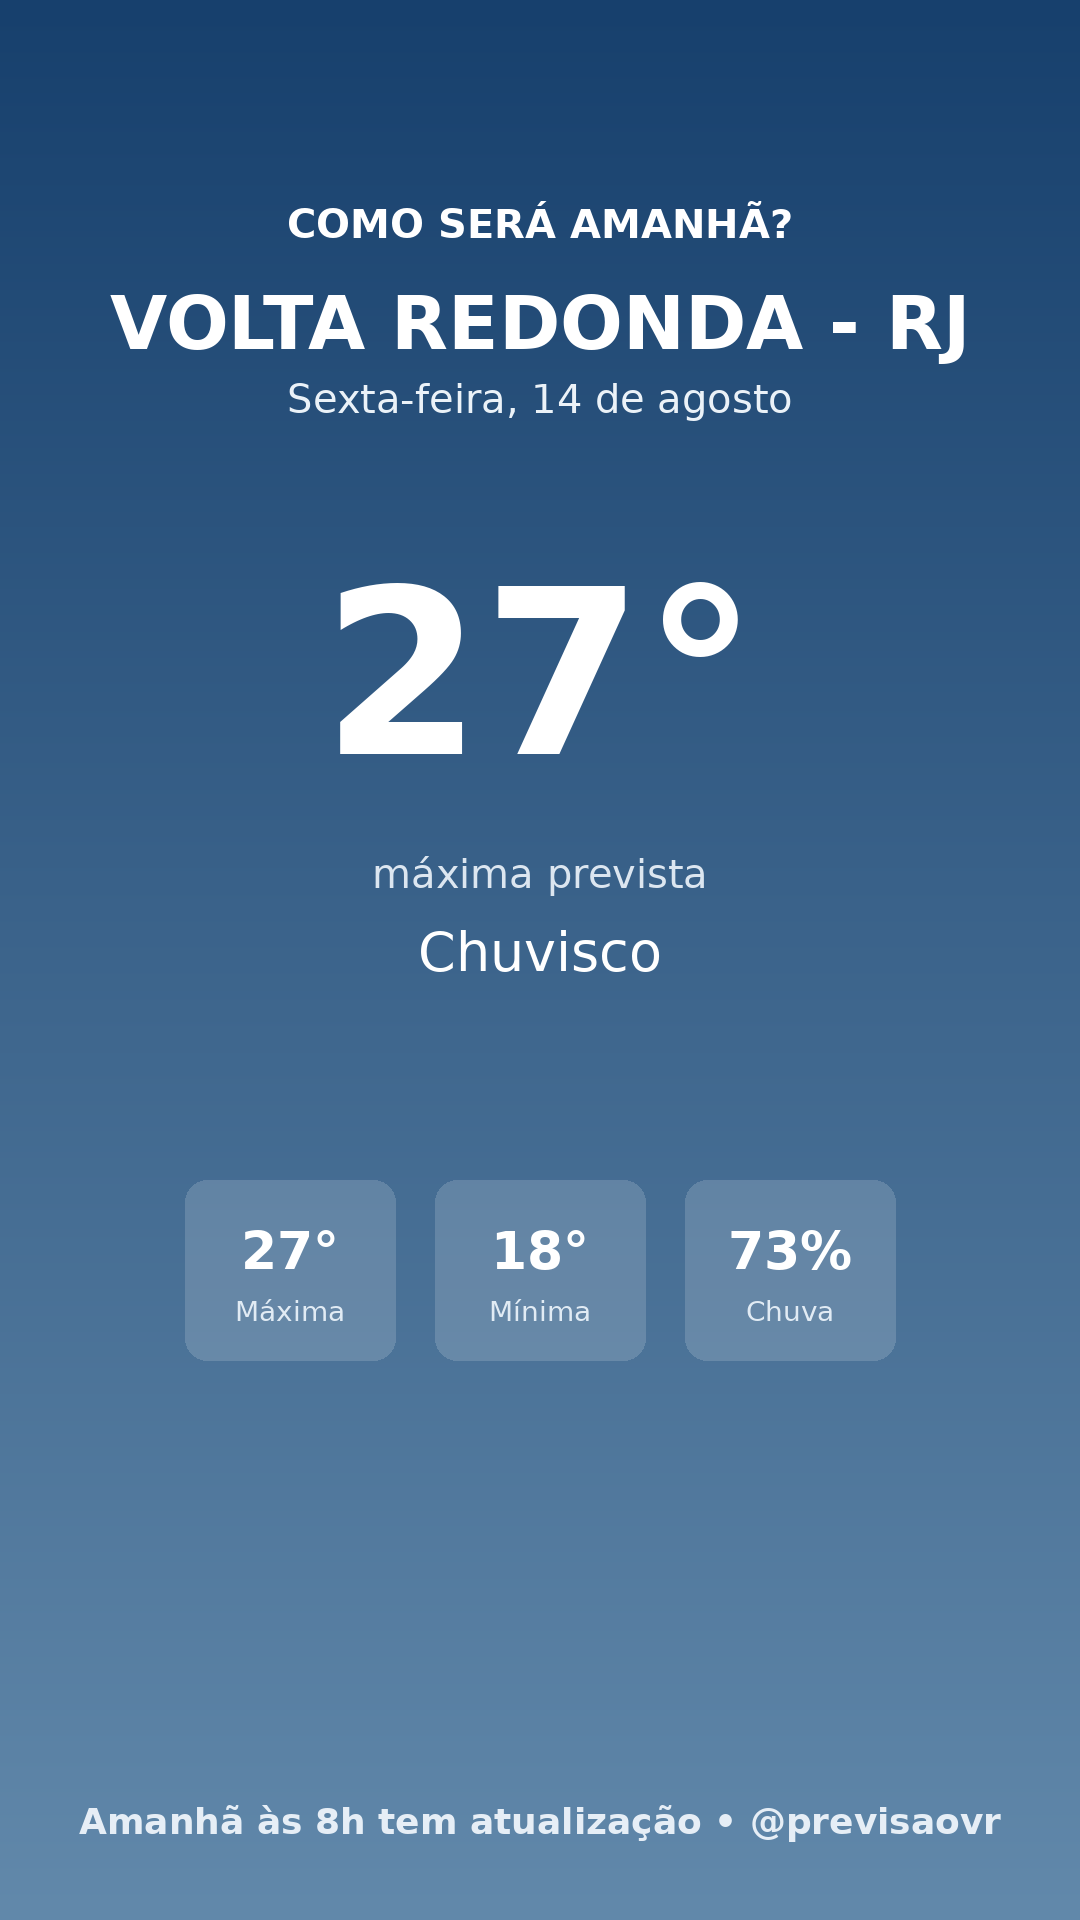 COMO SERÁ AMANHÃ?
VOLTA REDONDA - RJ
Sexta-feira, 14 de agosto
27°
máxima prevista
Chuvisco
27°
Máxima
18°
Mínima
73%
Chuva
Amanhã às 8h tem atualização • @previsaovr